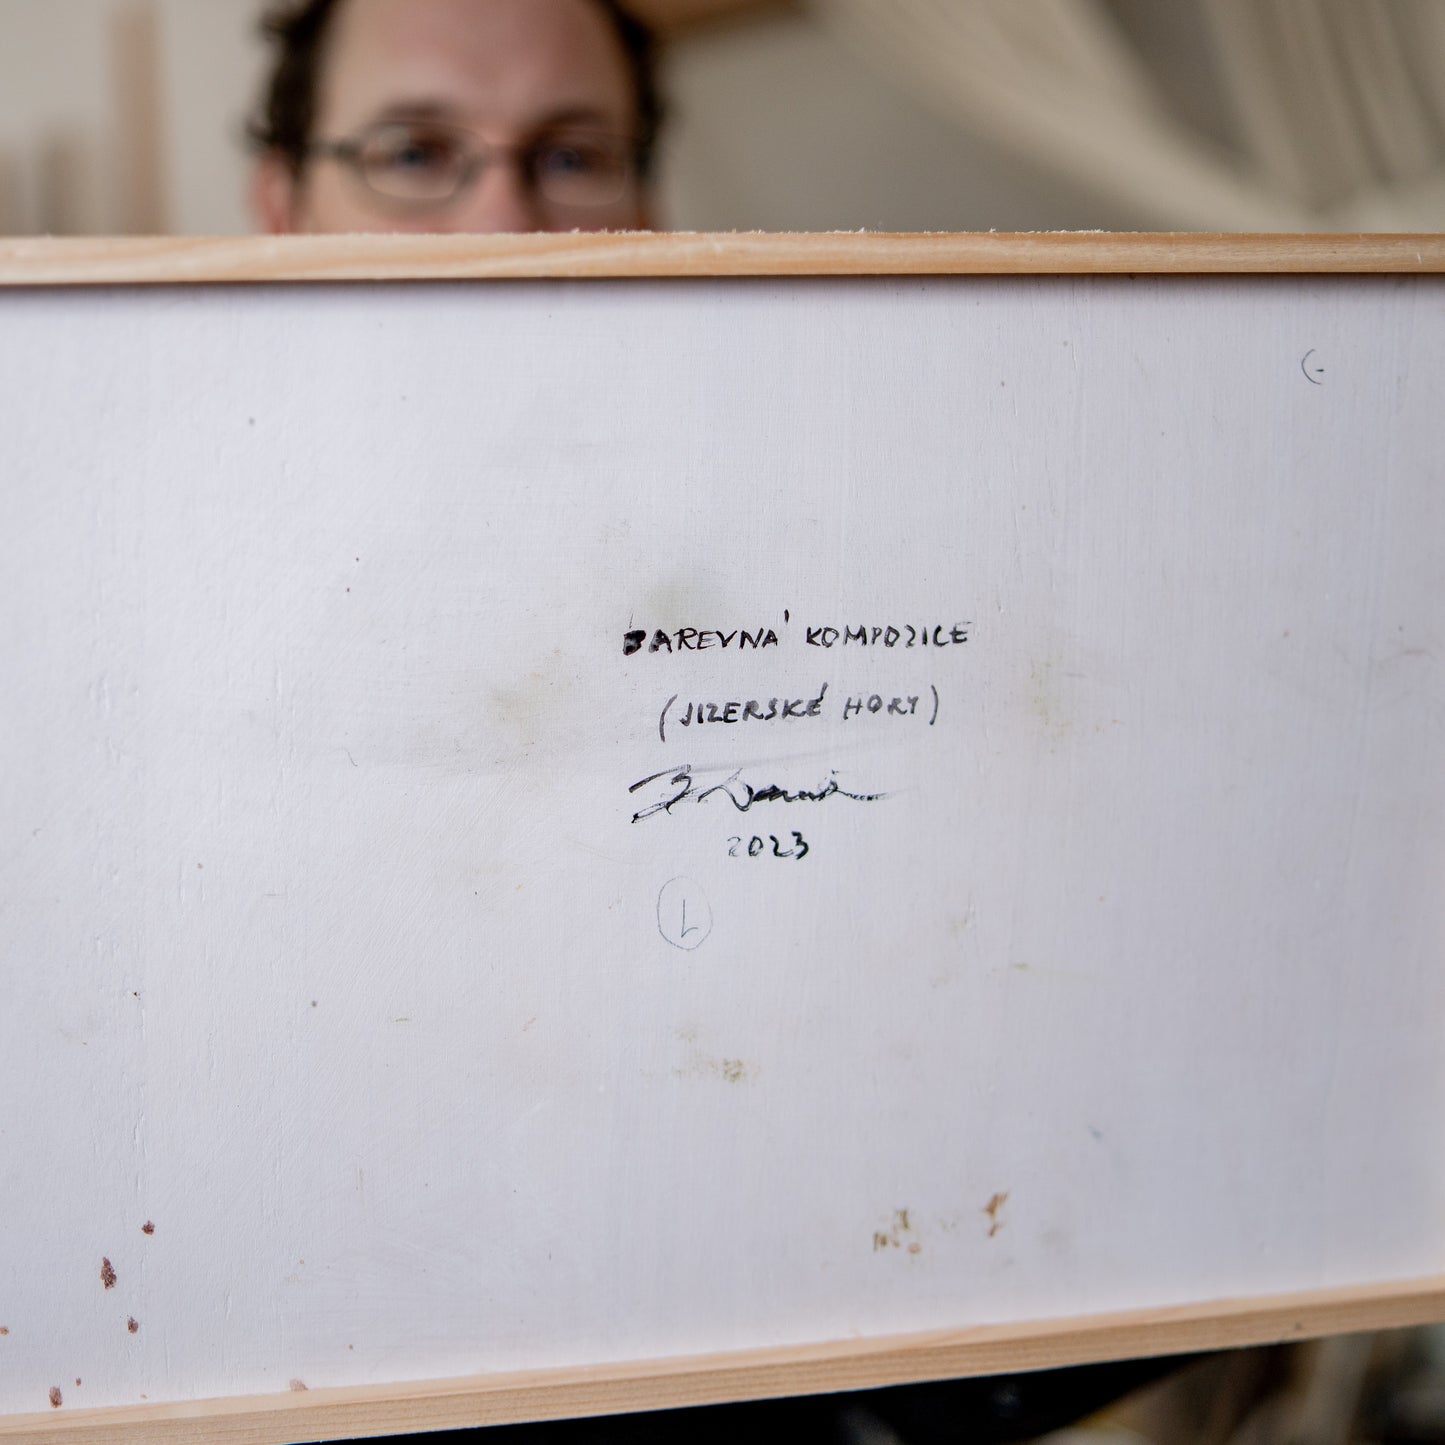 BAREVNÁ KOMPOZICE
(JIZERSKÉ HORY)
2023